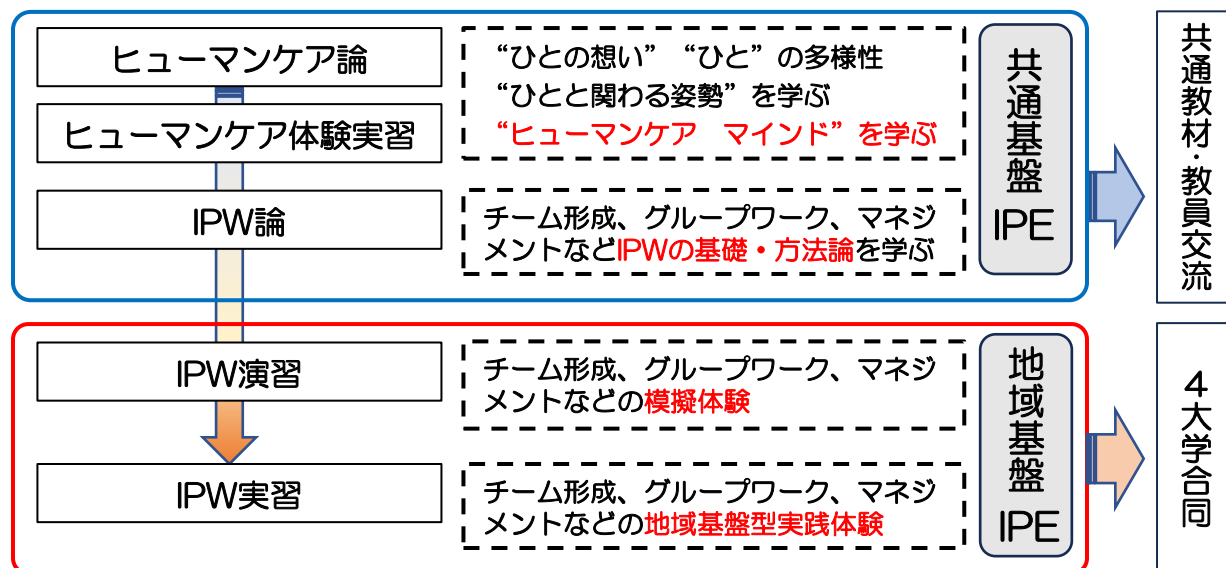 ヒューマンケア論
“ひとの想い” “ひと”の多様性
“ひとと関わる姿勢”を学ぶ
“ヒューマンケア　マインド”を学ぶ
ヒューマンケア体験実習
IPW論
チーム形成、グループワーク、マネジ
メントなどIPWの基礎・方法論を学ぶ
共通基盤
IPE
共通教材・教員交流
IPW演習
チーム形成、グループワーク、マネジ
メントなどの模擬体験
IPW実習
チーム形成、グループワーク、マネジ
メントなどの地域基盤型実践体験
地域基盤
IPE
４大学合同